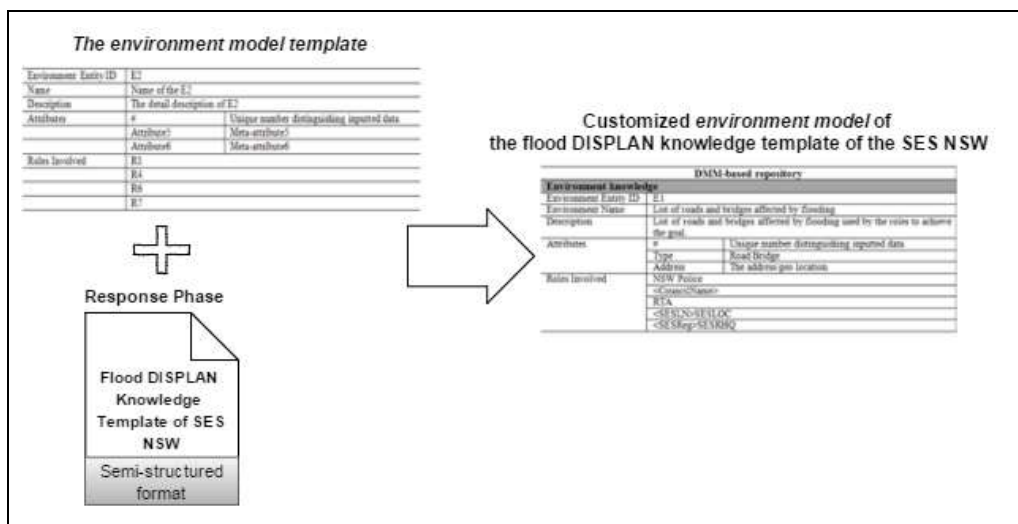 The environment model template
Environment Entity ID E2
Name Name of the E2
Description The detail description of E2
Attributes # Unique number distinguishing inputted data
Attribute5 Meta-attribute5
Attribute6 Meta-attribute6
Roles Involved R1
R4
R6
R7
Response Phase
Flood DISPLAN
Knowledge
Template of SES
NSW
Semi-structured
format
Customized environment model of
the flood DISPLAN knowledge template of the SES NSW
DMM-based repository
Environment knowledge
Environment Entity ID E1
Environment Name List of roads and bridges affected by flooding
Description List of roads and bridges affected by flooding used by the roles to achieve
the goal.
Attributes # Unique number distinguishing inputted data
Type Road Bridge
Address The address geo location
Roles Involved NSW Police
<CouncilName>
RTA
<SESLN>SESLOC
<SESReg>SESRHQ